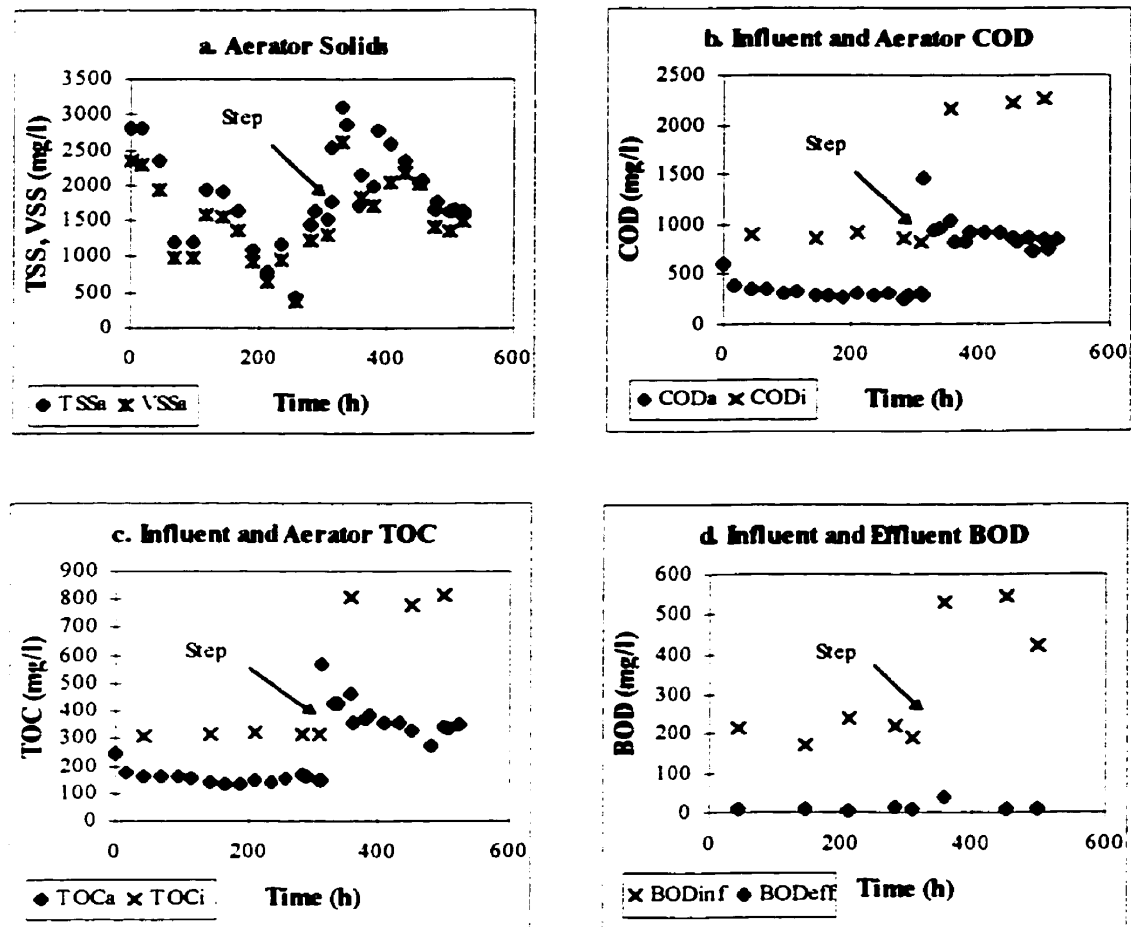 a. Aerator Solids
TSS, VSS (mg/l)
3500
3000
2500
2000
1500
1000
500
0
Step
0 200 400 600
TSSa VSSa
Time (h)
b. Influent and Aerator COD
COD (mg/l)
2500
2000
1500
1000
500
0
Step
0 200 400 600
CODa CODi
Time (h)
c. Influent and Aerator TOC
TOC (mg/l)
900
800
700
600
500
400
300
200
100
0
Step
0 200 400 600
TOCa TOCi
Time (h)
d. Influent and Effluent BOD
BOD (mg/l)
600
500
400
300
200
100
0
Step
0 200 400 600
BODinf BODeff
Time (h)